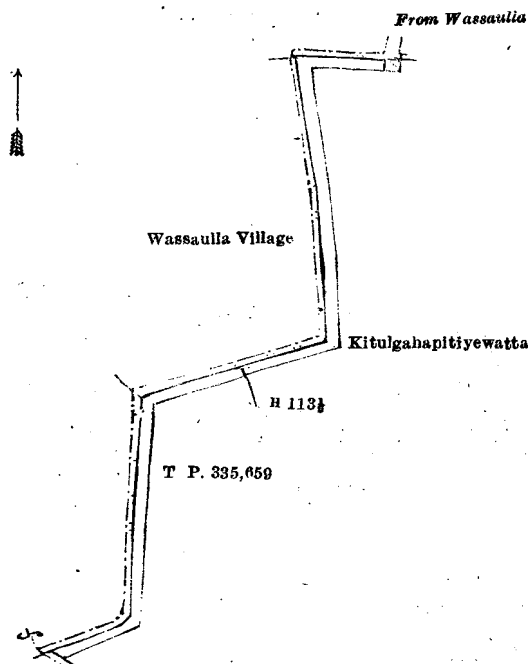 From Wassaulla
Wassaulla Village
Kitulgahapitiyewatta
H 113½
T P. 335,659